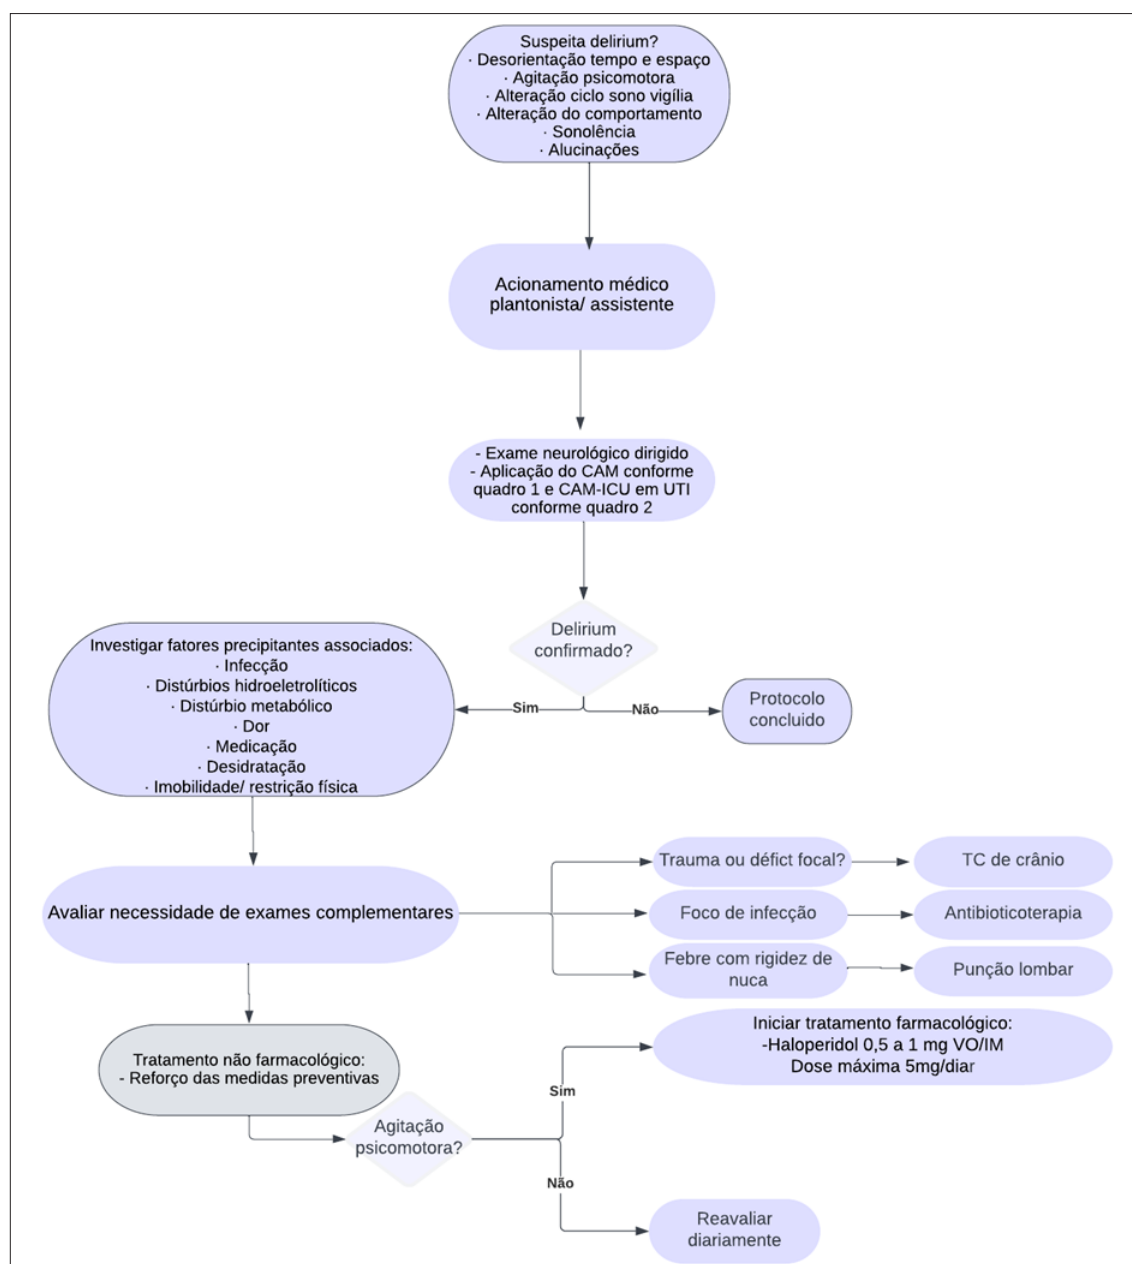 Suspeita delirium?
· Desorientação tempo e espaço
· Agitação psicomotora
· Alteração ciclo sono vigília
· Alteração do comportamento
· Sonolência
· Alucinações
Acionamento médico
plantonista/ assistente
- Exame neurológico dirigido
- Aplicação do CAM conforme
quadro 1 e CAM-ICU em UTI
conforme quadro 2
Delirium
confirmado?
Sim
Não
Protocolo
concluido
Investigar fatores precipitantes associados:
· Infecção
· Distúrbios hidroeletrolíticos
· Distúrbio metabólico
· Dor
· Medicação
· Desidratação
· Imobilidade/ restrição física
Avaliar necessidade de exames complementares
Trauma ou défict focal?
TC de crânio
Foco de infecção
Antibioticoterapia
Febre com rigidez de
nuca
Punção lombar
Tratamento não farmacológico:
- Reforço das medidas preventivas
Agitação
psicomotora?
Sim
Iniciar tratamento farmacológico:
-Haloperidol 0,5 a 1 mg VO/IM
Dose máxima 5mg/diar
Não
Reavaliar
diariamente